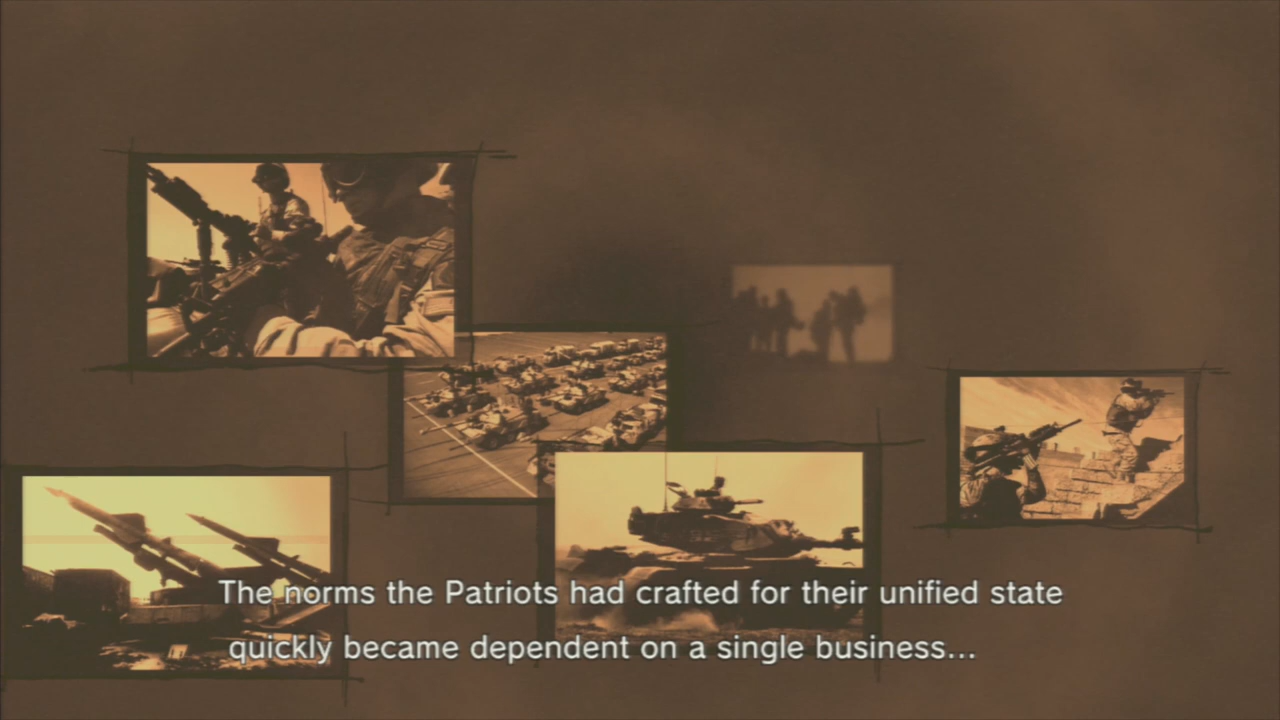 The norms the Patriots had crafted for their unified state
quickly became dependent on a single business...